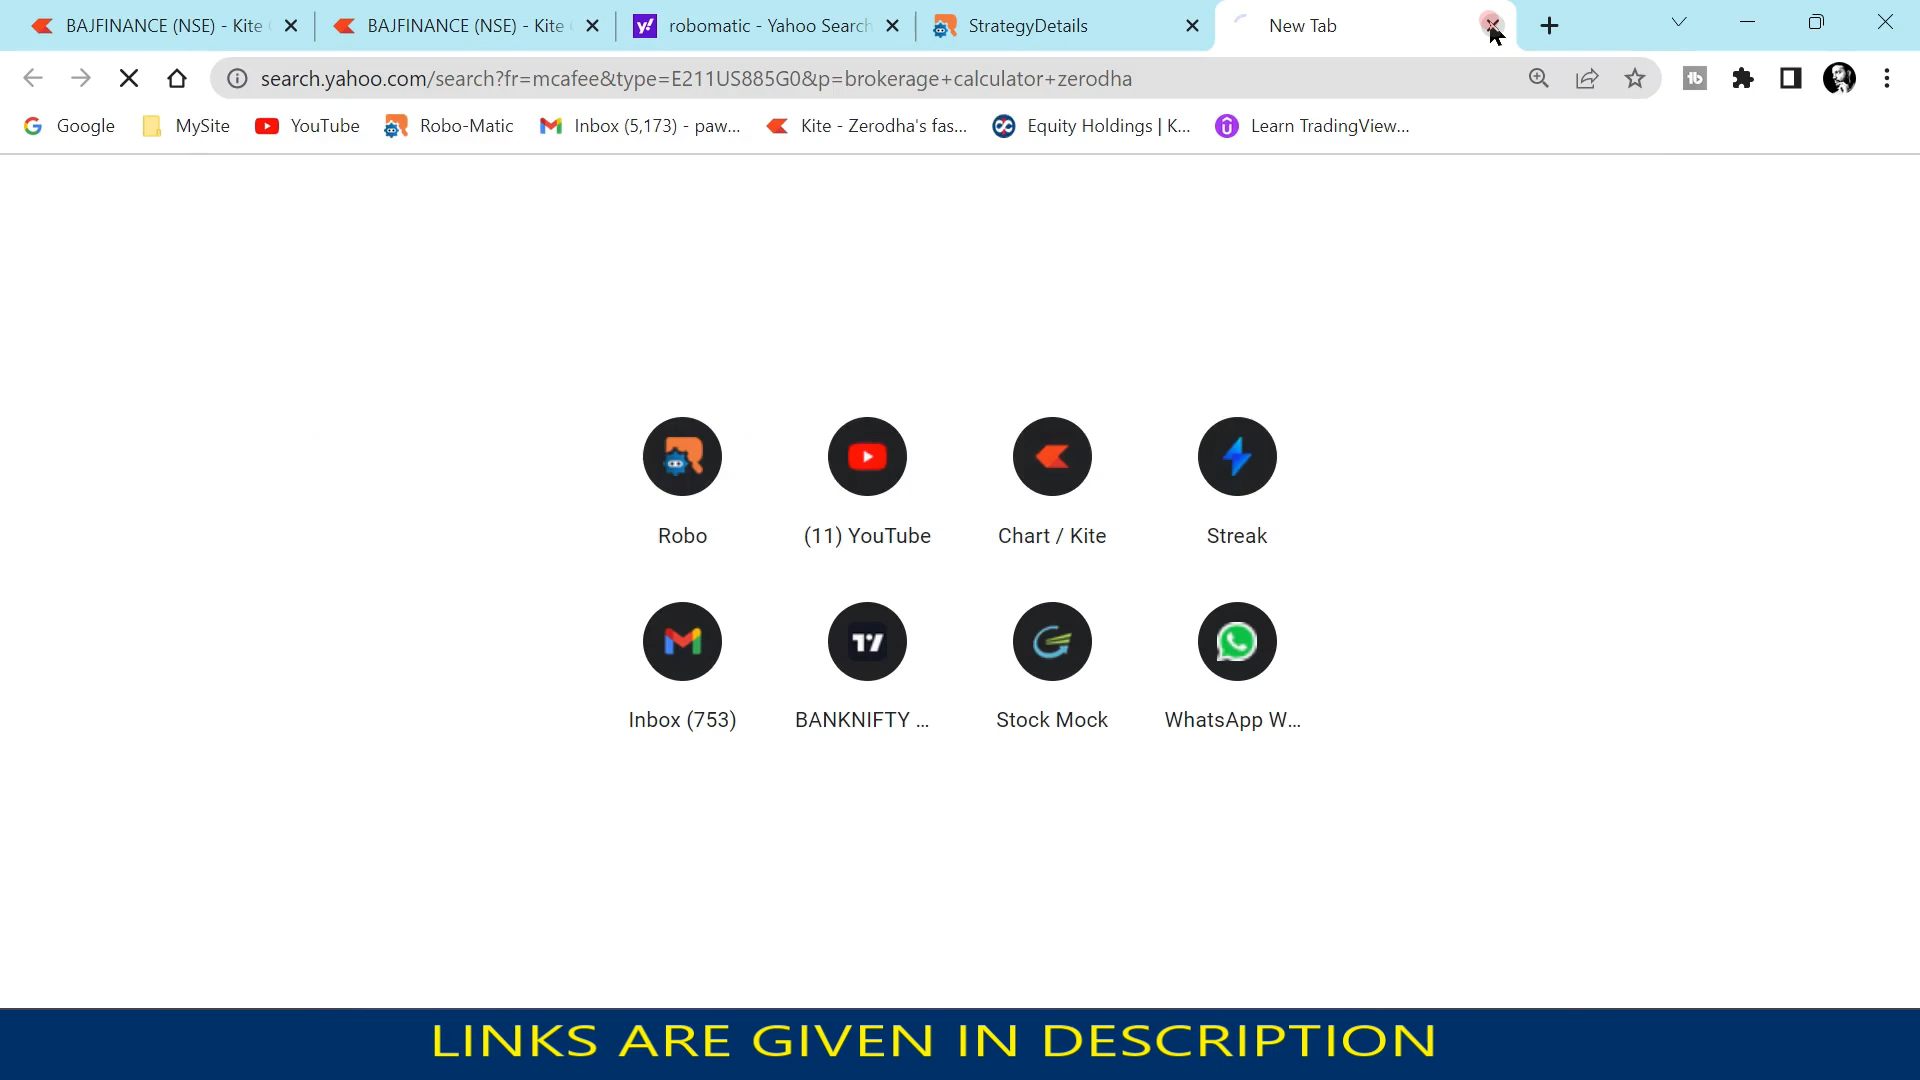 BAJFINANCE (NSE) - Kite
BAJFINANCE (NSE) - Kite
robomatic - Yahoo Search
StrategyDetails
New Tab
search.yahoo.com/search?fr=mcafee&type=E211US885G0&p=brokerage+calculator+zerodha
Google
MySite
YouTube
Robo-Matic
Inbox (5,173) - paw...
Kite - Zerodha's fas...
Equity Holdings | K...
Learn TradingView...
Robo
(11) YouTube
Chart / Kite
Streak
Inbox (753)
BANKNIFTY ...
Stock Mock
WhatsApp W...
LINKS ARE GIVEN IN DESCRIPTION